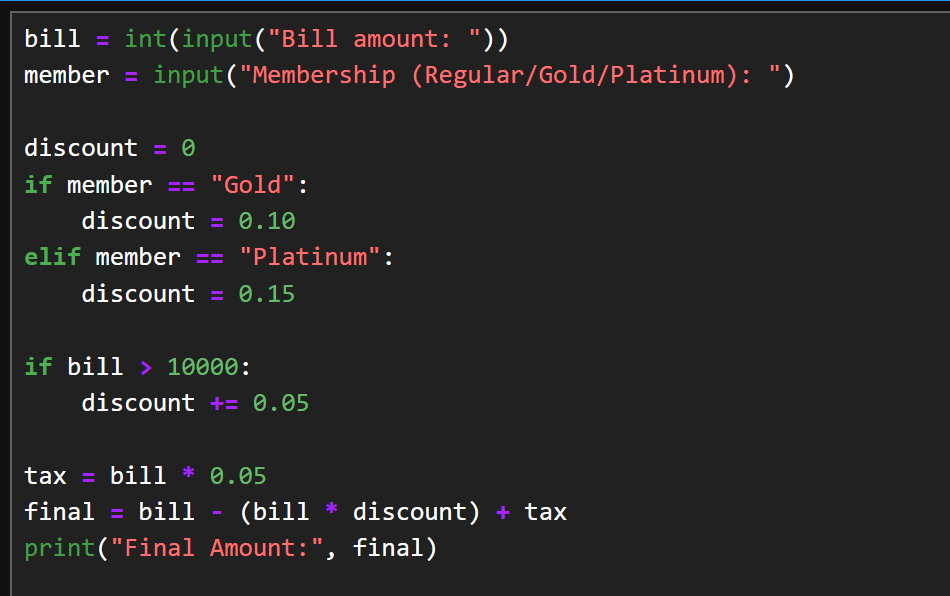 bill = int(input("Bill amount: "))
member = input("Membership (Regular/Gold/Platinum): ")

discount = 0
if member == "Gold":
    discount = 0.10
elif member == "Platinum":
    discount = 0.15

if bill > 10000:
    discount += 0.05

tax = bill * 0.05
final = bill - (bill * discount) + tax
print("Final Amount:", final)